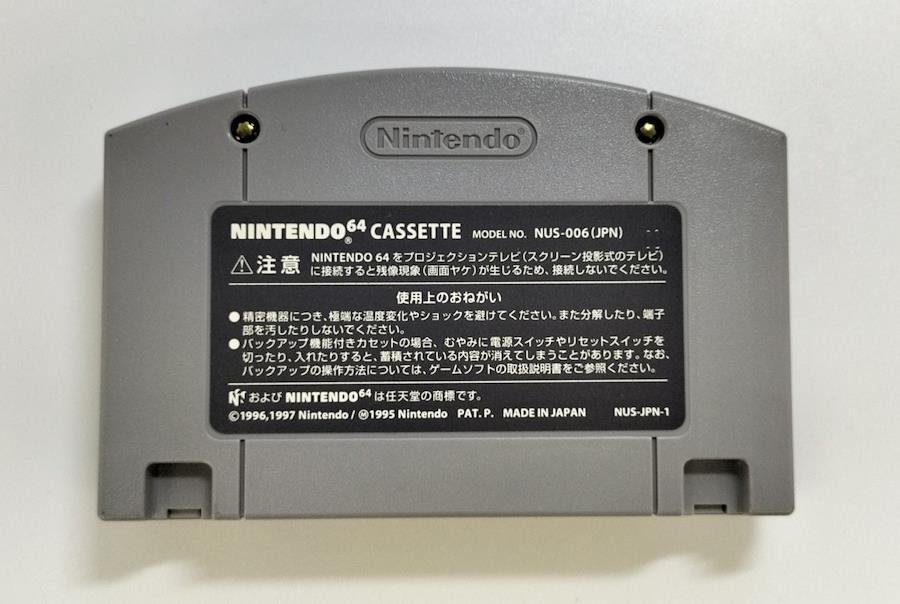 Nintendo®
NINTENDO64® CASSETTE MODEL NO. NUS-006(JPN)
⚠注意 NINTENDO 64 をプロジェクションテレビ(スクリーン投影式のテレビ)
に接続すると残像現象(画面ヤケ)が生じるため、接続しないでください。
使用上のおねがい
●精密機器につき、極端な温度変化やショックを避けてください。また分解したり、端子
部を汚したりしないでください。
●バックアップ機能付きカセットの場合、むやみに電源スイッチやリセットスイッチを
切ったり、入れたりすると、蓄積されている内容が消えてしまうことがあります。なお、
バックアップの操作方法については、ゲームソフトの取扱説明書をご参照ください。
および NINTENDO64 は任天堂の商標です。
©1996,1997 Nintendo / Ⓜ1995 Nintendo PAT. P. MADE IN JAPAN NUS-JPN-1